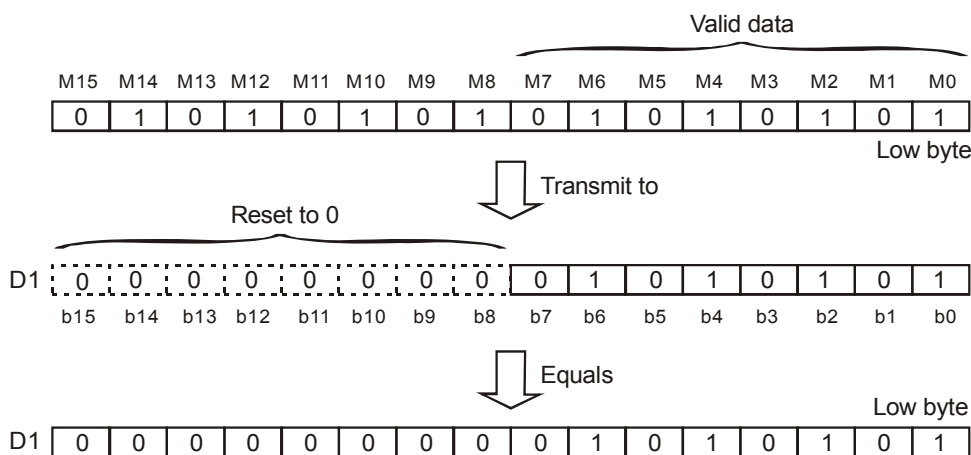 Valid data
M15 M14 M13 M12 M11 M10 M9 M8 M7 M6 M5 M4 M3 M2 M1 M0
0 1 0 1 0 1 0 1 0 1 0 1 0 1 0 1
Low byte
Transmit to
Reset to 0
D1 0 0 0 0 0 0 0 0 0 1 0 1 0 1 0 1
b15 b14 b13 b12 b11 b10 b9 b8 b7 b6 b5 b4 b3 b2 b1 b0
Equals
Low byte
D1 0 0 0 0 0 0 0 0 0 1 0 1 0 1 0 1